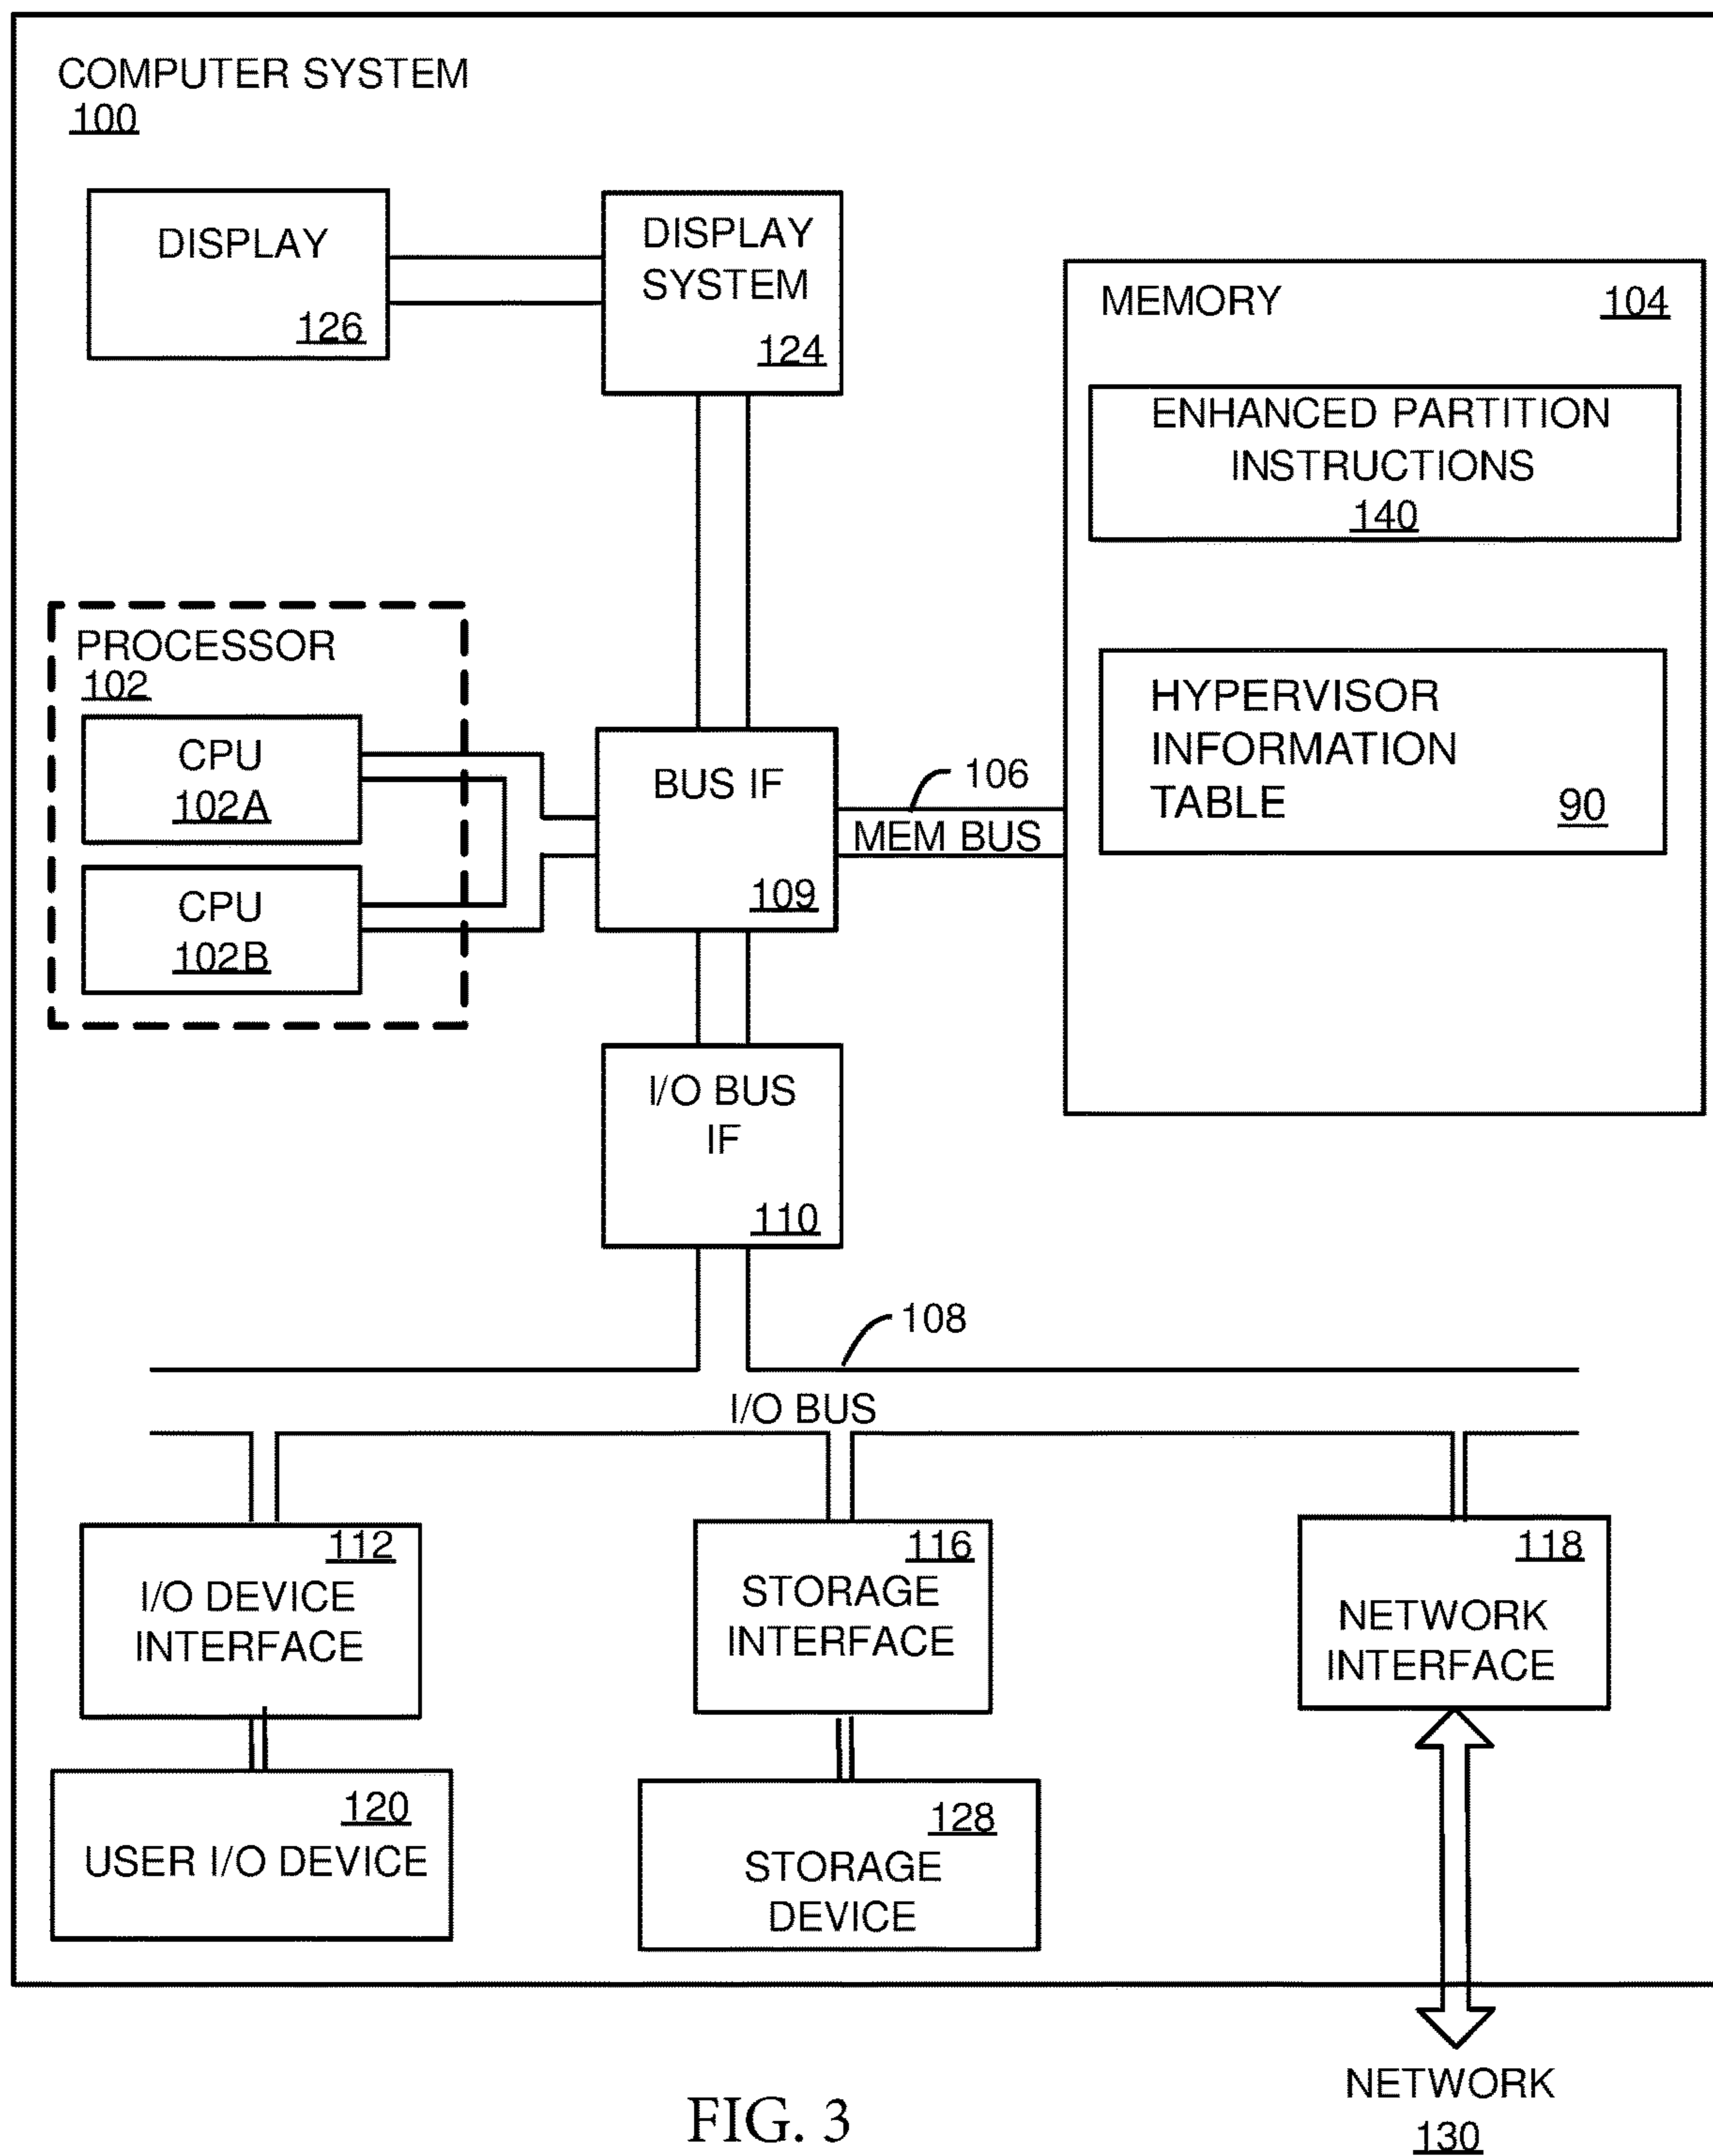 COMPUTER SYSTEM
100
DISPLAY
126
DISPLAY
SYSTEM
124
MEMORY
104
ENHANCED PARTITION
INSTRUCTIONS
140
HYPERVISOR
INFORMATION
TABLE
90
PROCESSOR
102
CPU
102A
CPU
102B
BUS IF
109
106
MEM BUS
I/O BUS
IF
110
108
I/O BUS
112
I/O DEVICE
INTERFACE
116
STORAGE
INTERFACE
118
NETWORK
INTERFACE
120
USER I/O DEVICE
128
STORAGE
DEVICE
NETWORK
130
FIG. 3